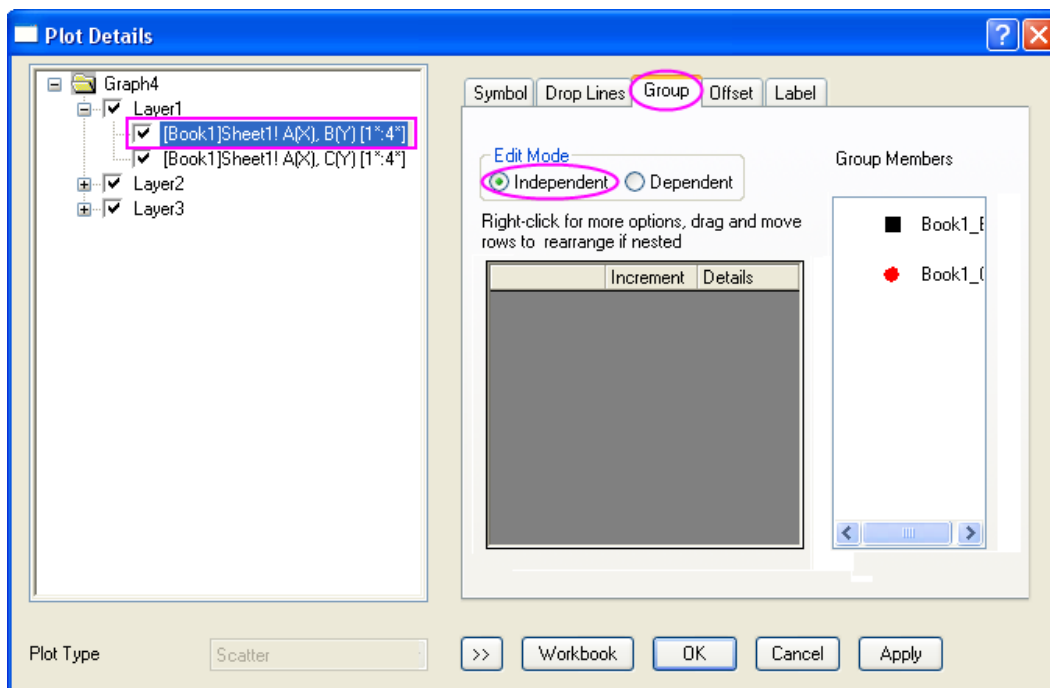 Plot Details
Graph4
Layer1
[Book1]Sheet1! A(X), B(Y) [1*:4*]
[Book1]Sheet1! A(X), C(Y) [1*:4*]
Layer2
Layer3
Symbol Drop Lines Group Offset Label
Edit Mode
Independent Dependent
Group Members
Right-click for more options, drag and move
rows to rearrange if nested
Increment Details
Book1_
Book1_
Plot Type Scatter
>> Workbook OK Cancel Apply